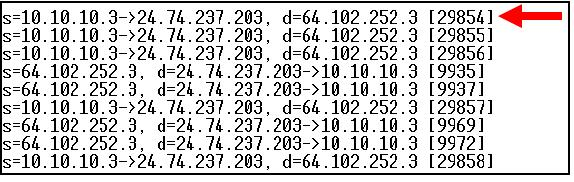 s=10.10.10.3->24.74.237.203, d=64.102.252.3 [29854]
s=10.10.10.3->24.74.237.203, d=64.102.252.3 [29855]
s=10.10.10.3->24.74.237.203, d=64.102.252.3 [29856]
s=64.102.252.3, d=24.74.237.203->10.10.10.3 [9935]
s=64.102.252.3, d=24.74.237.203->10.10.10.3 [9937]
s=10.10.10.3->24.74.237.203, d=64.102.252.3 [29857]
s=64.102.252.3, d=24.74.237.203->10.10.10.3 [9969]
s=64.102.252.3, d=24.74.237.203->10.10.10.3 [9972]
s=10.10.10.3->24.74.237.203, d=64.102.252.3 [29858]